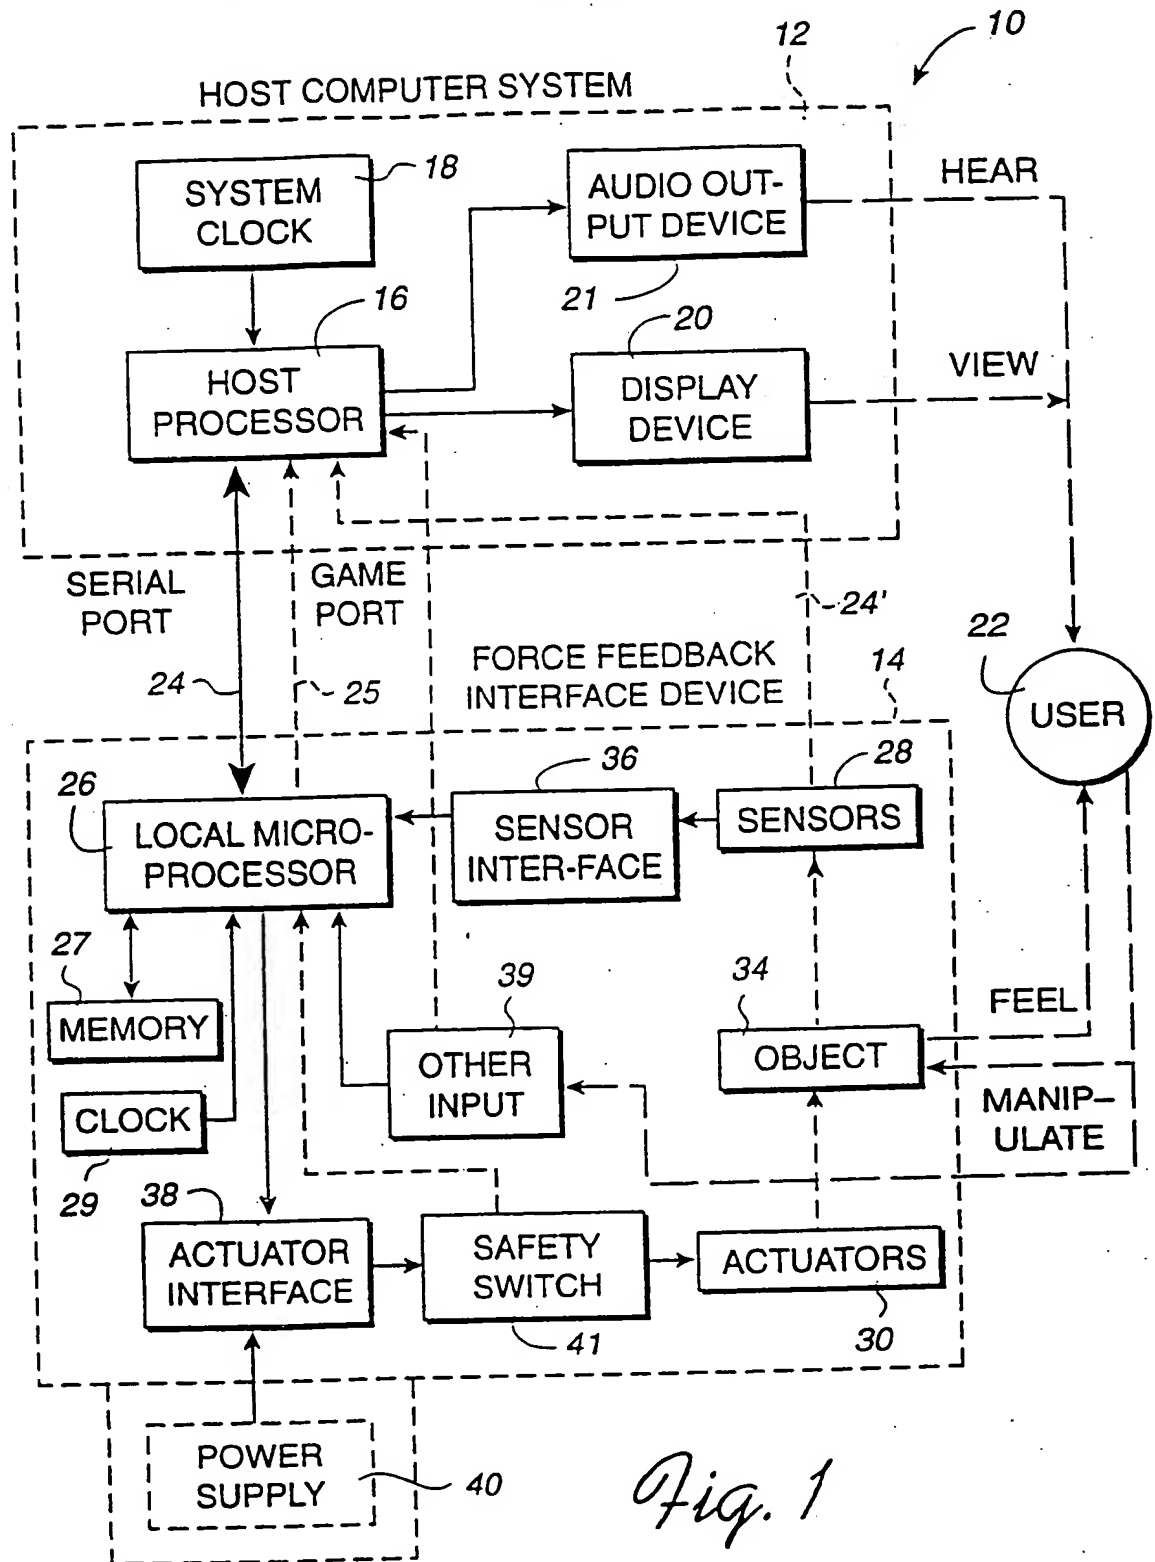 10
12
HOST COMPUTER SYSTEM
18
SYSTEM
CLOCK
AUDIO OUT-
PUT DEVICE
21
HEAR
16
HOST
PROCESSOR
20
DISPLAY
DEVICE
VIEW
SERIAL
PORT
GAME
PORT
24
25
24'
FORCE FEEDBACK
INTERFACE DEVICE
14
22
USER
26
LOCAL MICRO-
PROCESSOR
36
SENSOR
INTER-FACE
28
SENSORS
27
MEMORY
CLOCK
29
39
OTHER
INPUT
34
OBJECT
FEEL
MANIP-
ULATE
38
ACTUATOR
INTERFACE
SAFETY
SWITCH
41
ACTUATORS
30
POWER
SUPPLY
40
Fig. 1